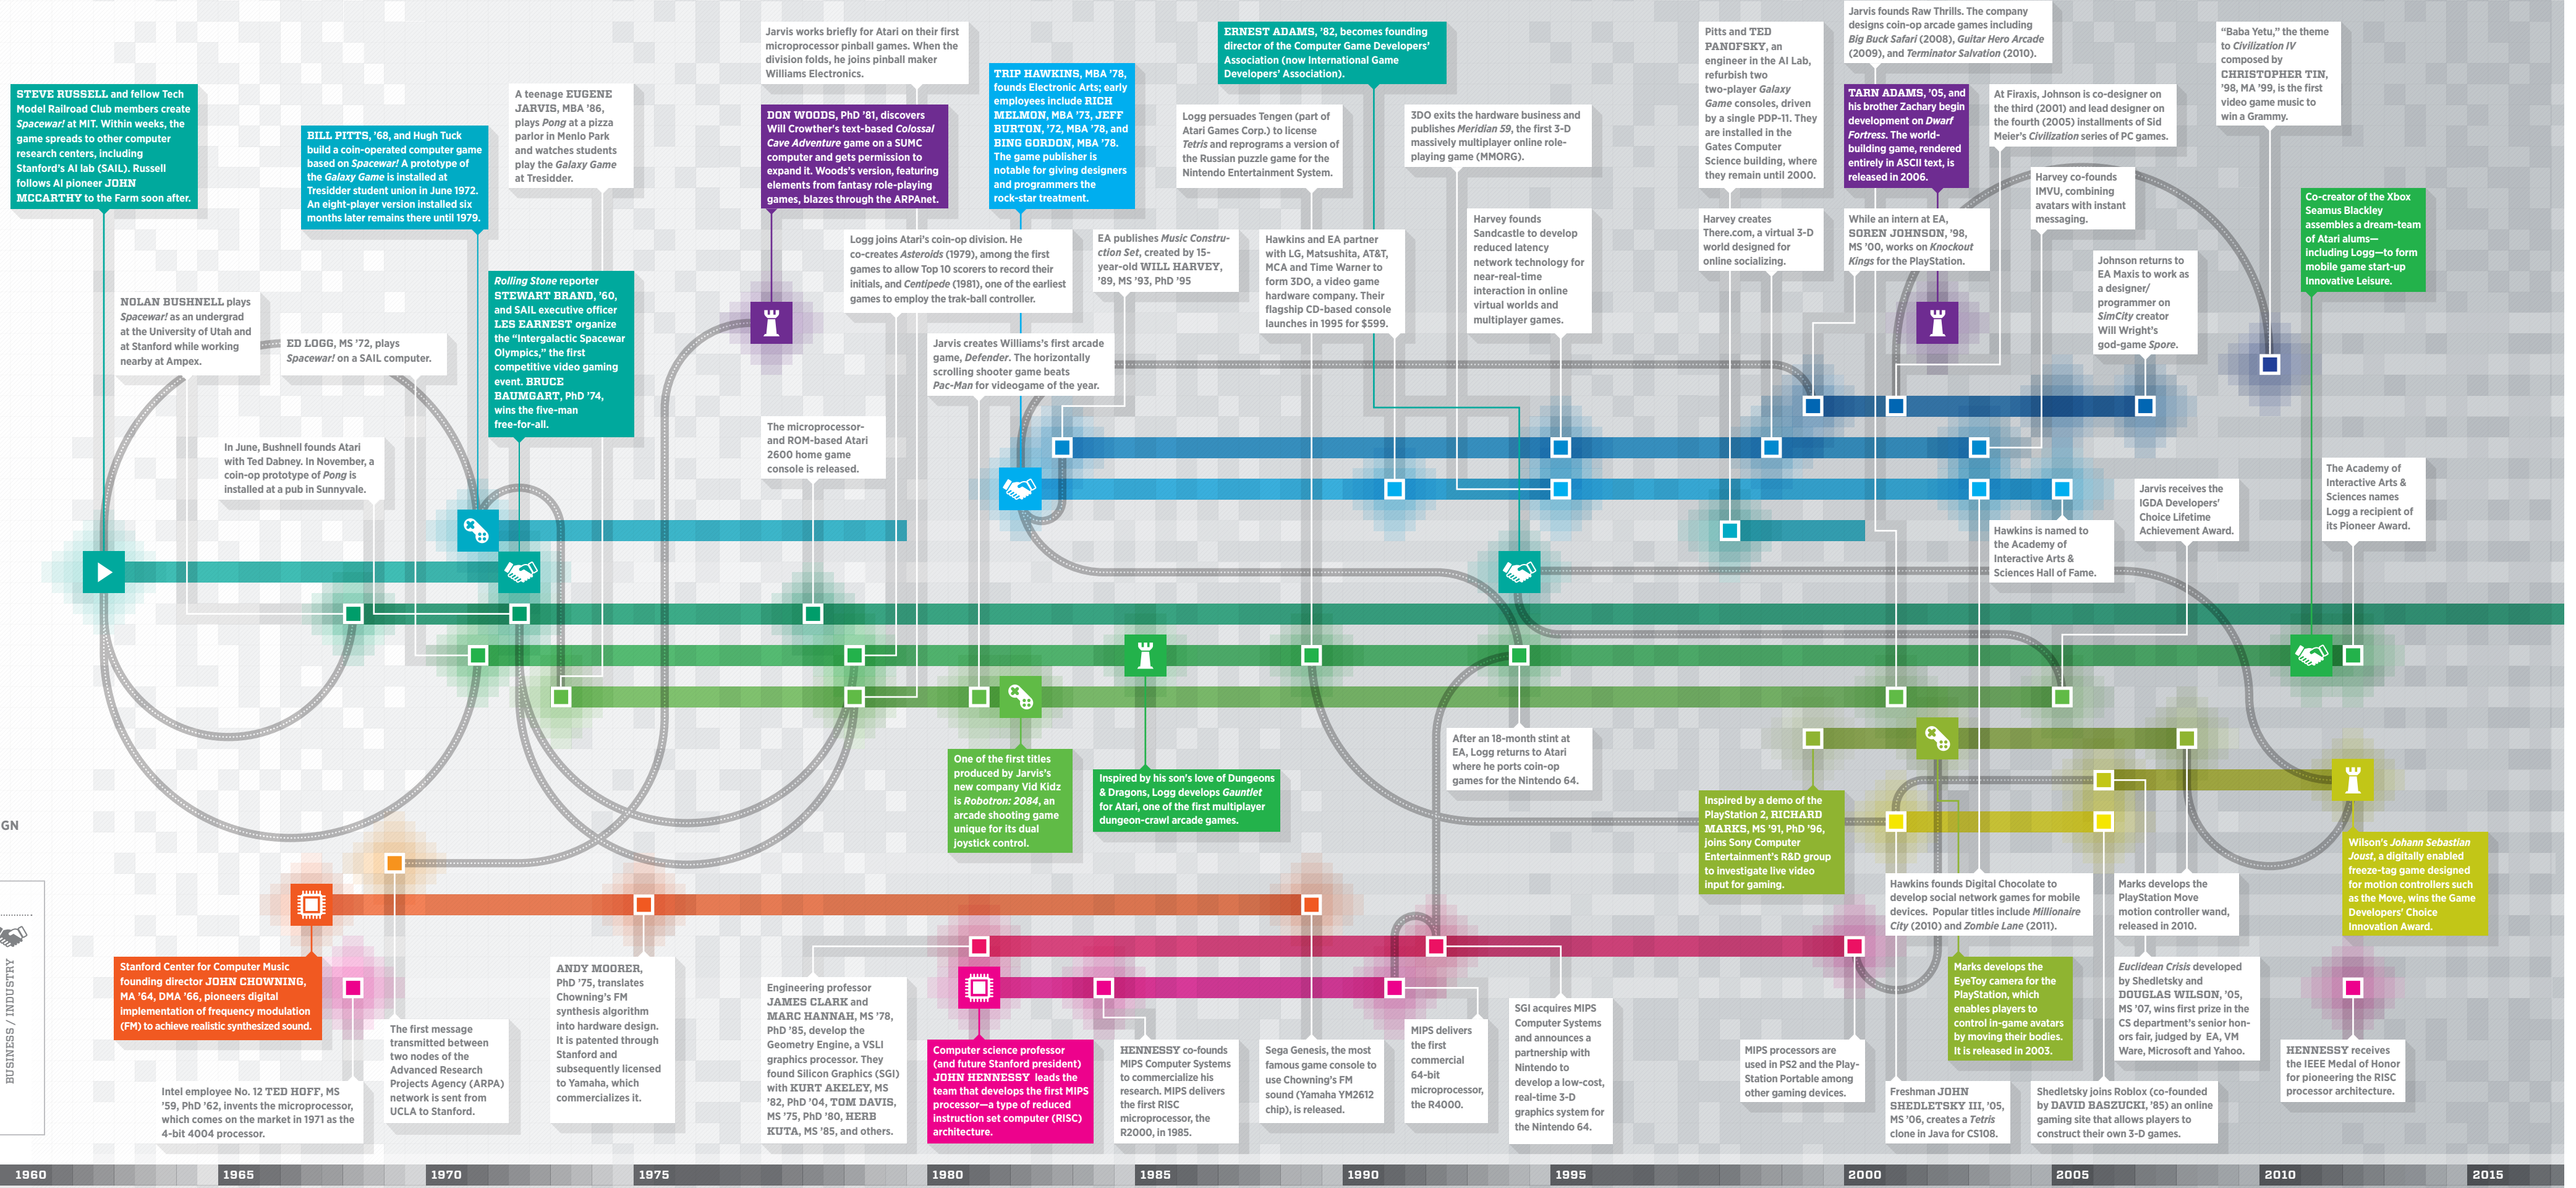 STEVE RUSSELL and fellow Tech
Model Railroad Club members create
Spacewar! at MIT. Within weeks, the
game spreads to other computer
research centers, including
Stanford's AI lab (SAIL). Russell
follows AI pioneer JOHN
MCCARTHY to the Farm soon after.
NOLAN BUSHNELL plays
Spacewar! as an undergrad
at the University of Utah and
at Stanford while working
nearby at Ampex.
ED LOGG, MS '72, plays
Spacewar! on a SAIL computer.
In June, Bushnell founds Atari
with Ted Dabney. In November, a
coin-op prototype of Pong is
installed at a pub in Sunnyvale.
BILL PITTS, '68, and Hugh Tuck
build a coin-operated computer game
based on Spacewar! A prototype of
the Galaxy Game is installed at
Tresidder student union in June 1972.
An eight-player version installed six
months later remains there until 1979.
A teenage EUGENE
JARVIS, MBA '86,
plays Pong at a pizza
parlor in Menlo Park
and watches students
play the Galaxy Game
at Tresidder.
Rolling Stone reporter
STEWART BRAND, '60,
and SAIL executive officer
LES EARNEST organize
the "Intergalactic Spacewar
Olympics," the first
competitive video gaming
event. BRUCE
BAUMGART, PhD '74,
wins the five-man
free-for-all.
Jarvis works briefly for Atari on their first
microprocessor pinball games. When the
division folds, he joins pinball maker
Williams Electronics.
DON WOODS, PhD '81, discovers
Will Crowther's text-based Colossal
Cave Adventure game on a SUMC
computer and gets permission to
expand it. Woods's version, featuring
elements from fantasy role-playing
games, blazes through the ARPAnet.
Logg joins Atari's coin-op division. He
co-creates Asteroids (1979), among the first
games to allow Top 10 scorers to record their
initials, and Centipede (1981), one of the earliest
games to employ the trak-ball controller.
The microprocessor-
and ROM-based Atari
2600 home game
console is released.
Jarvis creates Williams's first arcade
game, Defender. The horizontally
scrolling shooter game beats
Pac-Man for videogame of the year.
TRIP HAWKINS, MBA '78,
founds Electronic Arts; early
employees include RICH
MELMON, MBA '73, JEFF
BURTON, '72, MBA '78, and
BING GORDON, MBA '78.
The game publisher is
notable for giving designers
and programmers the
rock-star treatment.
EA publishes Music Constru-
ction Set, created by 15-
year-old WILL HARVEY,
'89, MS '93, PhD '95
Logg persuades Tengen (part of
Atari Games Corp.) to license
Tetris and reprograms a version of
the Russian puzzle game for the
Nintendo Entertainment System.
ERNEST ADAMS, '82, becomes founding
director of the Computer Game Developers'
Association (now International Game
Developers' Association).
Hawkins and EA partner
with LG, Matsushita, AT&T,
MCA and Time Warner to
form 3DO, a video game
hardware company. Their
flagship CD-based console
launches in 1995 for $599.
3DO exits the hardware business and
publishes Meridian 59, the first 3-D
massively multiplayer online role-
playing game (MMORG).
Harvey founds
Sandcastle to develop
reduced latency
network technology for
near-real-time
interaction in online
virtual worlds and
multiplayer games.
Pitts and TED
PANOFSKY, an
engineer in the AI Lab,
refurbish two
two-player Galaxy
Game consoles, driven
by a single PDP-11. They
are installed in the
Gates Computer
Science building, where
they remain until 2000.
Harvey creates
There.com, a virtual 3-D
world designed for
online socializing.
Jarvis founds Raw Thrills. The company
designs coin-op arcade games including
Big Buck Safari (2008), Guitar Hero Arcade
(2009), and Terminator Salvation (2010).
TARN ADAMS, '05, and
his brother Zachary begin
development on Dwarf
Fortress. The world-
building game, rendered
entirely in ASCII text, is
released in 2006.
While an intern at EA,
SOREN JOHNSON, '98,
MS '00, works on Knockout
Kings for the PlayStation.
At Firaxis, Johnson is co-designer on
the third (2001) and lead designer on
the fourth (2005) installments of Sid
Meier's Civilization series of PC games.
Harvey co-founds
IMVU, combining
avatars with instant
messaging.
Johnson returns to
EA Maxis to work as
a designer/
programmer on
SimCity creator
Will Wright's
god-game Spore.
"Baba Yetu," the theme
to Civilization IV
composed by
CHRISTOPHER TIN,
'98, MA '99, is the first
video game music to
win a Grammy.
Co-creator of the Xbox
Seamus Blackley
assembles a dream-team
of Atari alums—
including Logg—to form
mobile game start-up
Innovative Leisure.
Hawkins is named to
the Academy of
Interactive Arts &
Sciences Hall of Fame.
Jarvis receives the
IGDA Developers'
Choice Lifetime
Achievement Award.
The Academy of
Interactive Arts &
Sciences names
Logg a recipient of
its Pioneer Award.
One of the first titles
produced by Jarvis's
new company Vid Kidz
is Robotron: 2084, an
arcade shooting game
unique for its dual
joystick control.
Inspired by his son's love of Dungeons
& Dragons, Logg develops Gauntlet
for Atari, one of the first multiplayer
dungeon-crawl arcade games.
After an 18-month stint at
EA, Logg returns to Atari
where he ports coin-op
games for the Nintendo 64.
Inspired by a demo of the
PlayStation 2, RICHARD
MARKS, MS '91, PhD '96,
joins Sony Computer
Entertainment's R&D group
to investigate live video
input for gaming.
Hawkins founds Digital Chocolate to
develop social network games for mobile
devices. Popular titles include Millionaire
City (2010) and Zombie Lane (2011).
Marks develops the
PlayStation Move
motion controller wand,
released in 2010.
Wilson's Johann Sebastian
Joust, a digitally enabled
freeze-tag game designed
for motion controllers such
as the Move, wins the Game
Developers' Choice
Innovation Award.
GN
BUSINESS / INDUSTRY
Stanford Center for Computer Music
founding director JOHN CHOWNING,
MA '64, DMA '66, pioneers digital
implementation of frequency modulation
(FM) to achieve realistic synthesized sound.
Intel employee No. 12 TED HOFF, MS
'59, PhD '62, invents the microprocessor,
which comes on the market in 1971 as the
4-bit 4004 processor.
The first message
transmitted between
two nodes of the
Advanced Research
Projects Agency (ARPA)
network is sent from
UCLA to Stanford.
ANDY MOORER,
PhD '75, translates
Chowning's FM
synthesis algorithm
into hardware design.
It is patented through
Stanford and
subsequently licensed
to Yamaha, which
commercializes it.
Engineering professor
JAMES CLARK and
MARC HANNAH, MS '78,
PhD '85, develop the
Geometry Engine, a VSLI
graphics processor. They
found Silicon Graphics (SGI)
with KURT AKELEY, MS
'82, PhD '04, TOM DAVIS,
MS '75, PhD '80, HERB
KUTA, MS '85, and others.
Computer science professor
(and future Stanford president)
JOHN HENNESSY leads the
team that develops the first MIPS
processor—a type of reduced
instruction set computer (RISC)
architecture.
HENNESSY co-founds
MIPS Computer Systems
to commercialize his
research. MIPS delivers
the first RISC
microprocessor, the
R2000, in 1985.
Sega Genesis, the most
famous game console to
use Chowning's FM
sound (Yamaha YM2612
chip), is released.
MIPS delivers
the first
commercial
64-bit
microprocessor,
the R4000.
SGI acquires MIPS
Computer Systems
and announces a
partnership with
Nintendo to
develop a low-cost,
real-time 3-D
graphics system for
the Nintendo 64.
MIPS processors are
used in PS2 and the Play-
Station Portable among
other gaming devices.
Marks develops the
EyeToy camera for the
PlayStation, which
enables players to
control in-game avatars
by moving their bodies.
It is released in 2003.
Freshman JOHN
SHEDLETSKY III, '05,
MS '06, creates a Tetris
clone in Java for CS108.
Euclidean Crisis developed
by Shedletsky and
DOUGLAS WILSON, '05,
MS '07, wins first prize in the
CS department's senior hon-
ors fair, judged by EA, VM
Ware, Microsoft and Yahoo.
Shedletsky joins Roblox (co-founded
by DAVID BASZUCKI, '85) an online
gaming site that allows players to
construct their own 3-D games.
HENNESSY receives
the IEEE Medal of Honor
for pioneering the RISC
processor architecture.
1960 1965 1970 1975 1980 1985 1990 1995 2000 2005 2010 2015